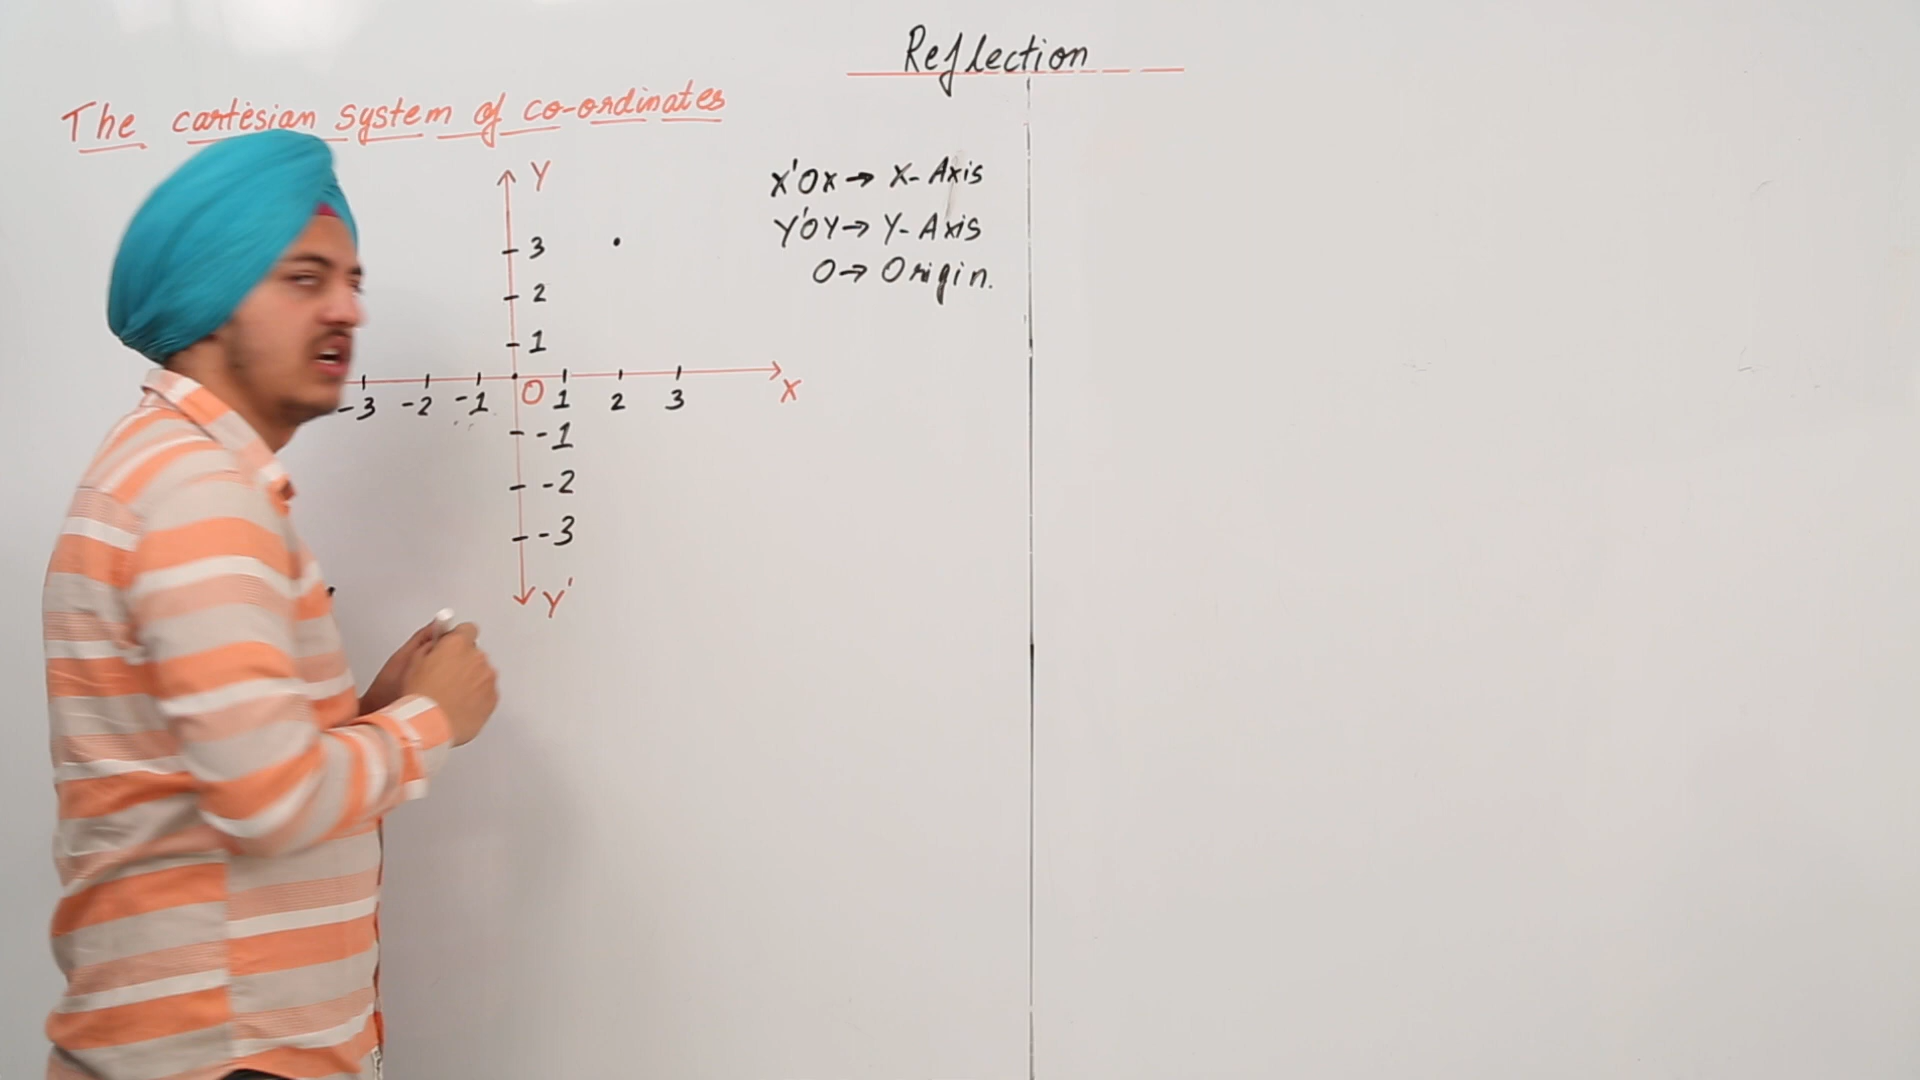 Reflection
The cartesian system of co-ordinates
Y
X'OX → X-Axis
Y'OY → Y-Axis
O → Origin.
3
2
1
-3 -2 -1 O 1 2 3 X
-1
-2
-3
Y'